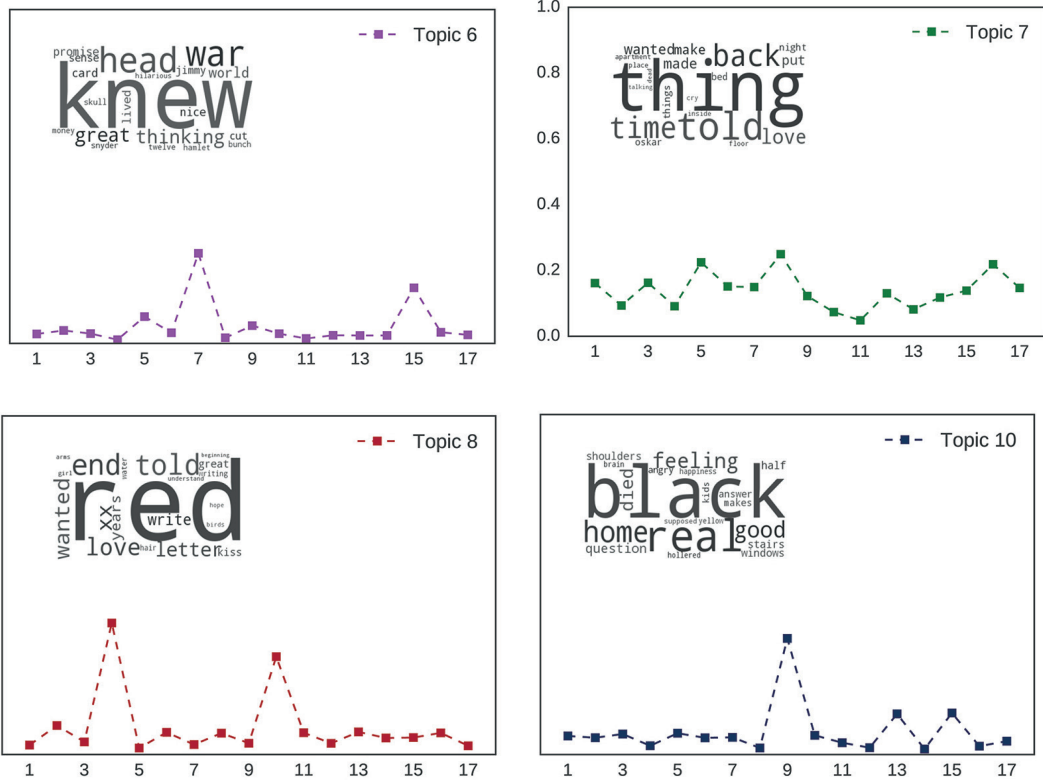 Topic 6
promise
sense
head
war
card
hilarious
jimmy
world
knew
skull
lived
nice
money
great
thinking
cut
snyder
twelve
hamlet
bunch
1 3 5 7 9 11 13 15 17
1.0
0.8
0.6
0.4
0.2
0.0
Topic 7
wanted
make
back
night
apartment
made
put
place
dead
bed
thing
talking
things
cry
inside
time
told
love
oskar
floor
1 3 5 7 9 11 13 15 17
Topic 8
arms
end
water
told
beginning
great
girl
writing
understand
red
wanted
xx
years
write
hope
birds
love
hair
letter
kiss
1 3 5 7 9 11 13 15 17
Topic 10
shoulders
feeling
brain
angry
happiness
half
black
died
kids
answer
makes
supposed
yellow
home
real
good
question
stairs
hollered
windows
1 3 5 7 9 11 13 15 17